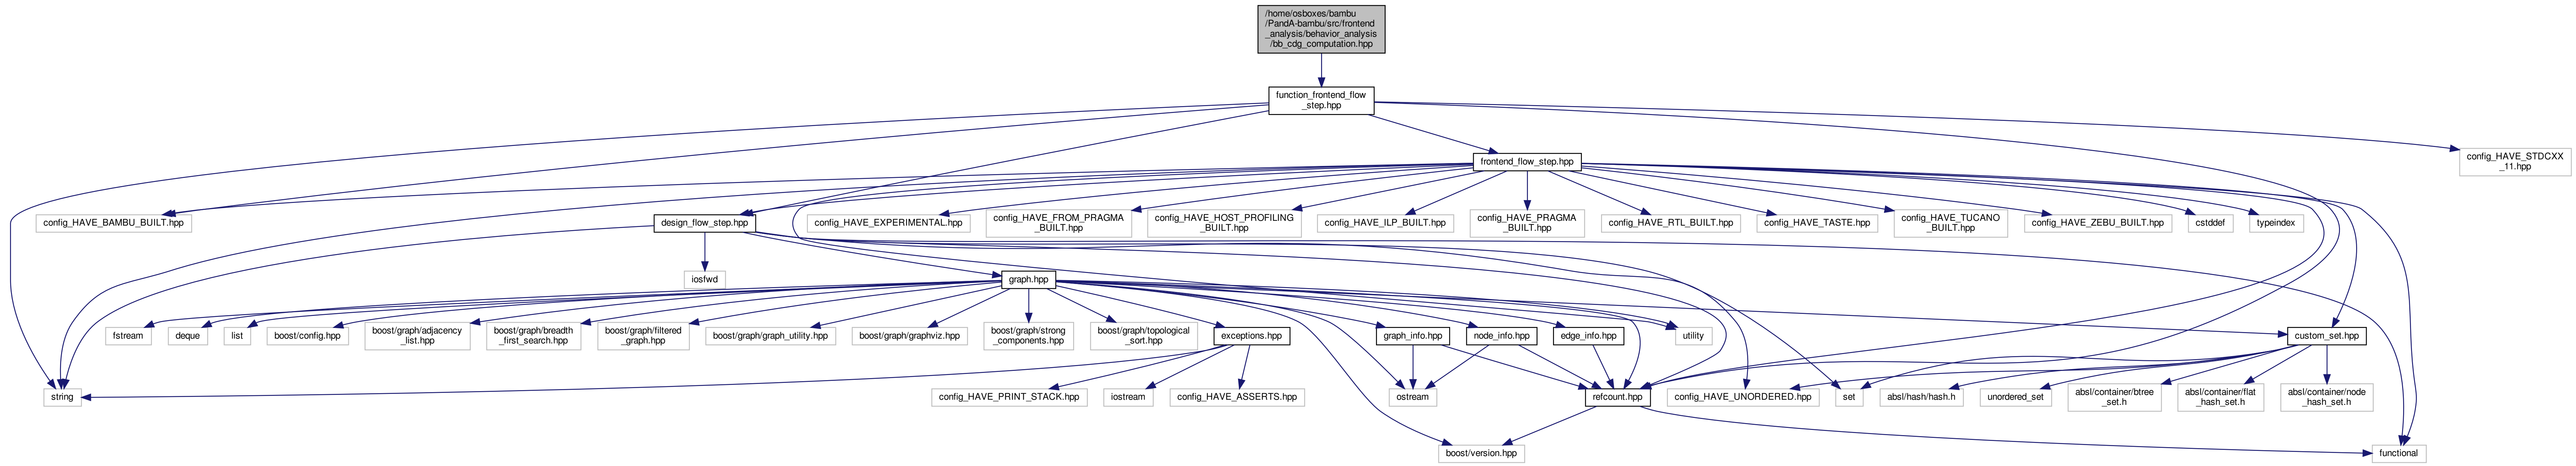 /home/osboxes/bambu
/PandA-bambu/src/frontend
_analysis/behavior_analysis
/bb_cdg_computation.hpp
function_frontend_flow
_step.hpp
frontend_flow_step.hpp
config_HAVE_STDCXX
_11.hpp
config_HAVE_BAMBU_BUILT.hpp
design_flow_step.hpp
config_HAVE_EXPERIMENTAL.hpp
config_HAVE_FROM_PRAGMA
_BUILT.hpp
config_HAVE_HOST_PROFILING
_BUILT.hpp
config_HAVE_ILP_BUILT.hpp
config_HAVE_PRAGMA
_BUILT.hpp
config_HAVE_RTL_BUILT.hpp
config_HAVE_TASTE.hpp
config_HAVE_TUCANO
_BUILT.hpp
config_HAVE_ZEBU_BUILT.hpp
cstddef
typeindex
iosfwd
graph.hpp
fstream
deque
list
boost/config.hpp
boost/graph/adjacency
_list.hpp
boost/graph/breadth
_first_search.hpp
boost/graph/filtered
_graph.hpp
boost/graph/graph_utility.hpp
boost/graph/graphviz.hpp
boost/graph/strong
_components.hpp
boost/graph/topological
_sort.hpp
exceptions.hpp
graph_info.hpp
node_info.hpp
edge_info.hpp
utility
custom_set.hpp
string
config_HAVE_PRINT_STACK.hpp
iostream
config_HAVE_ASSERTS.hpp
ostream
refcount.hpp
config_HAVE_UNORDERED.hpp
set
absl/hash/hash.h
unordered_set
absl/container/btree
_set.h
absl/container/flat
_hash_set.h
absl/container/node
_hash_set.h
boost/version.hpp
functional